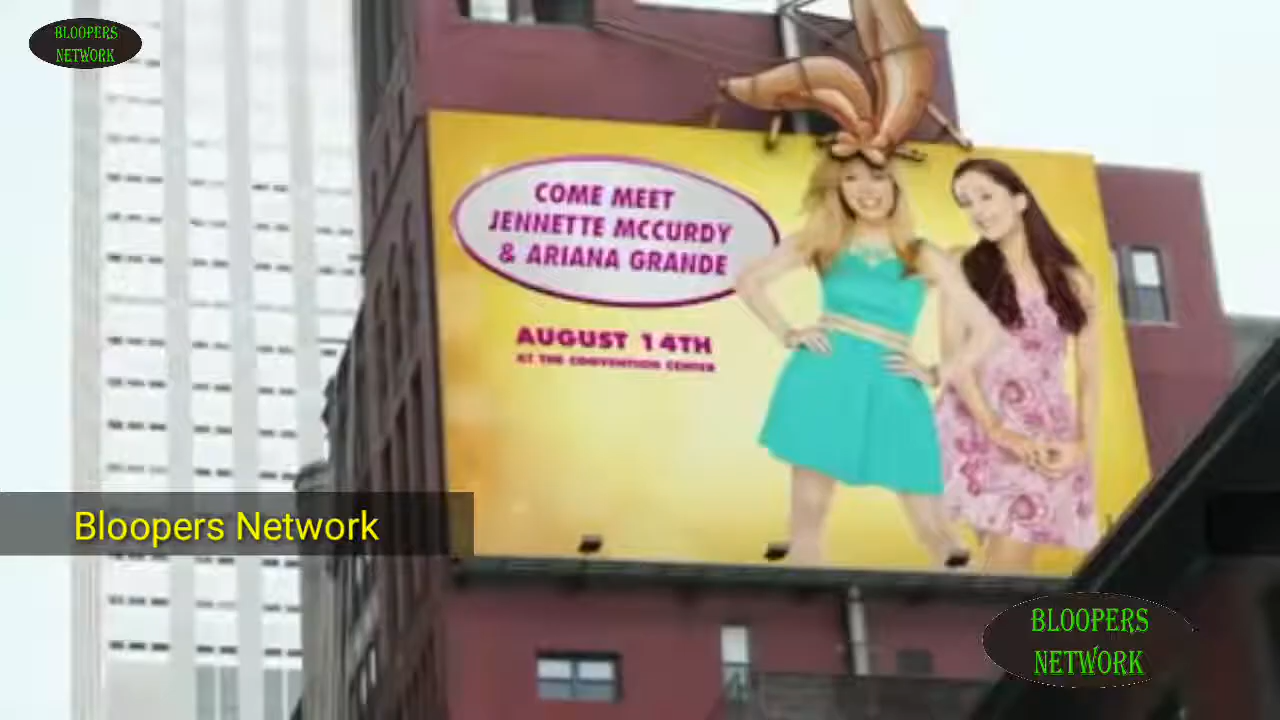 BLOOPERS
NETWORK
COME MEET
JENNETTE MCCURDY
& ARIANA GRANDE
AUGUST 14TH
AT THE CONVENTION CENTER
Bloopers Network
BLOOPERS
NETWORK